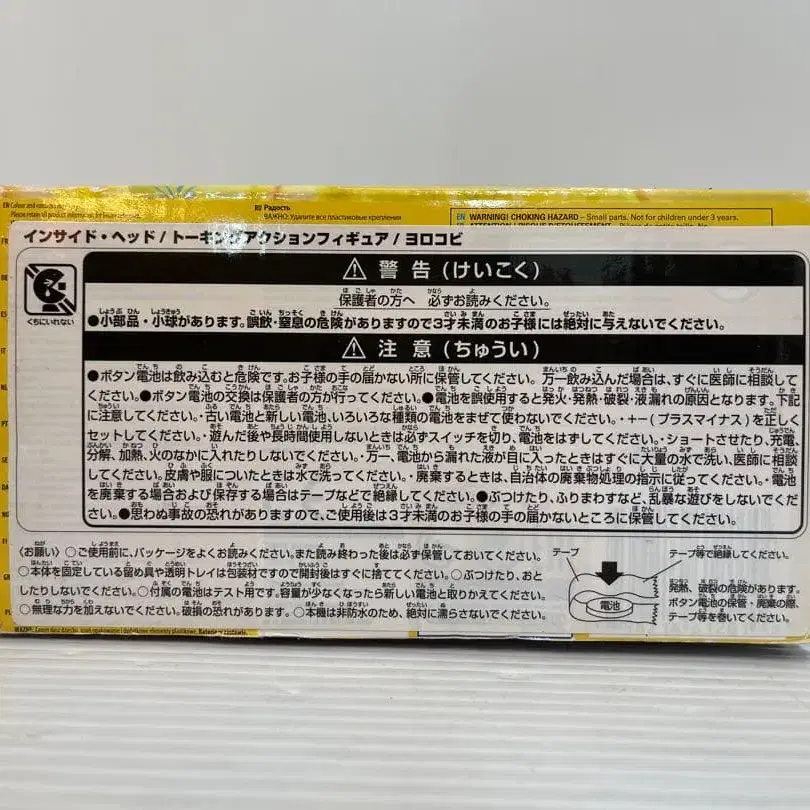 EN Colour and contents
Please retain all product information for future reference.
RU Радость
ВАЖНО: Удалите все пластиковые крепления
EN WARNING! CHOKING HAZARD – Small parts. Not for children under 3 years.
インサイド・ヘッド / トーキングアクションフィギュア / ヨロコビ
くちにいれない
⚠ 警告 (けいこく)
保護者の方へ 必ずお読みください。
●小部品・小球があります。誤飲・窒息の危険がありますので3才未満のお子様には絶対に与えないでください。
⚠ 注意 (ちゅうい)
●ボタン電池は飲み込むと危険です。お子様の手の届かない所に保管してください。万一飲み込んだ場合は、すぐに医師に相談して
ください。●ボタン電池の交換は保護者の方が行ってください。●電池を誤使用すると発火・発熱・破裂・液漏れの原因となります。下記
に注意してください。・古い電池と新しい電池、いろいろな種類の電池をまぜて使わないでください。・+−(プラスマイナス)を正しく
セットしてください。・遊んだ後や長時間使用しないときは必ずスイッチを切り、電池をはずしてください。・ショートさせたり、充電、
分解、加熱、火のなかに入れたりしないでください。・万一、電池から漏れた液が目に入ったときはすぐに大量の水で洗い、医師に相談
してください。皮膚や服についたときは水で洗ってください。・廃棄するときは、自治体の廃棄物処理の指示に従ってください。・電池
を廃棄する場合および保存する場合はテープなどで絶縁してください。●ぶつけたり、ふりまわすなど、乱暴な遊びをしないでくだ
さい。●思わぬ事故の恐れがありますので、ご使用後は3才未満のお子様の手の届かないところに保管してください。
〈お願い〉○ご使用前に、パッケージをよくお読みください。また読み終わった後は必ず保管しておいてください。
○本体を固定している留め具や透明トレイは包装材ですので開封後はすぐに捨ててください。○ぶつけたり、おと
したりしないでください。○付属の電池はテスト用です。容量が少なくなったら新しい電池と取りかえてください。
○無理な力を加えないでください。破損の恐れがあります。○本機は非防水のため、絶対に濡らさないでください。
テープ
電池
テープ等で絶縁してください。
発熱、破裂の危険があります。
ボタン電池の保管・廃棄の際、
テープ等を巻いてください。